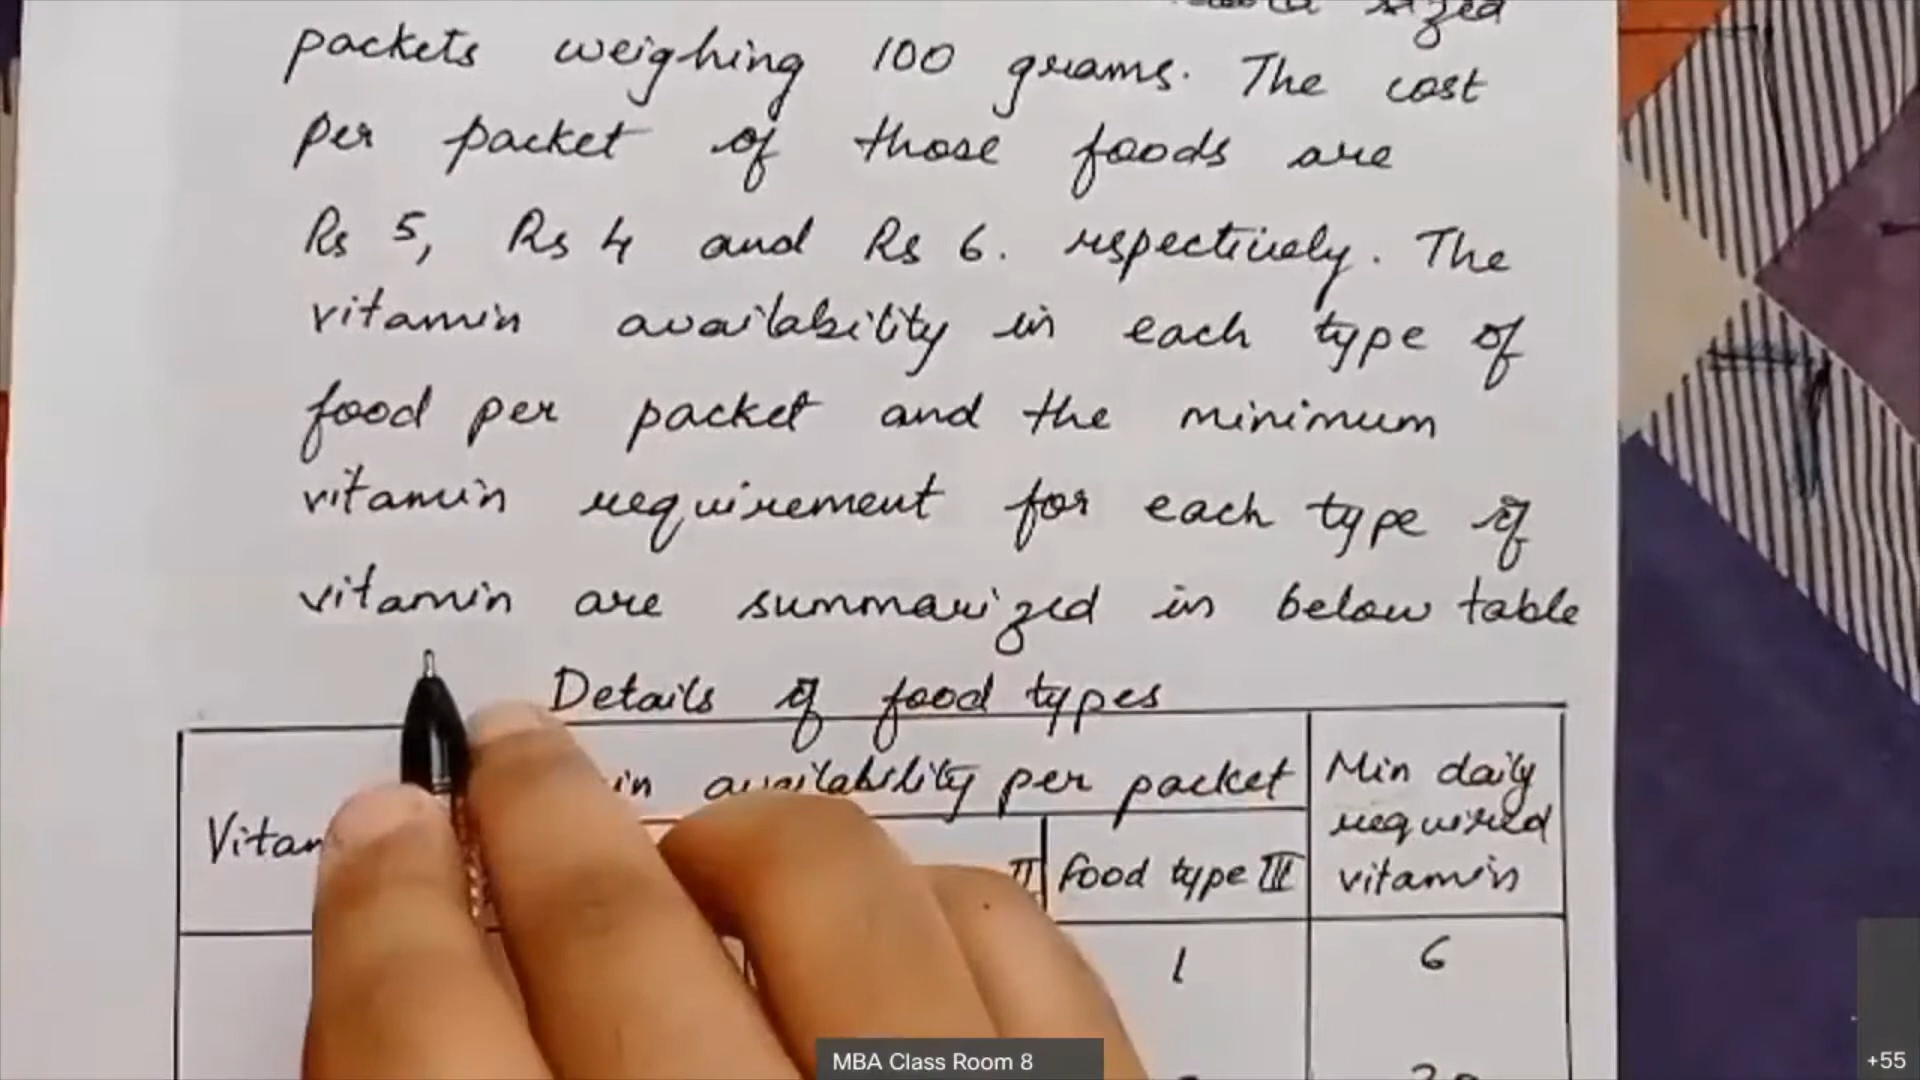 sized
packets weighing 100 grams. The cost
per packet of those foods are
Rs 5, Rs 4 and Rs 6. respectively. The
vitamin availability in each type of
food per packet and the minimum
vitamin requirement for each type of
vitamin are summarized in below table
Details of food types
availability per packet
Min daily
required
vitamin
II
food type III
1
6
MBA Class Room 8
+55